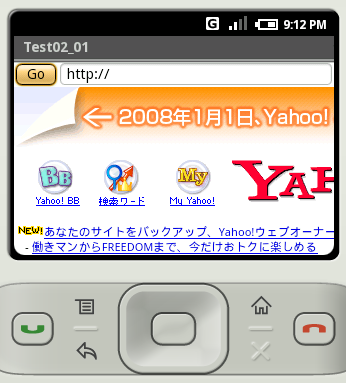 G 9:12 PM
Test02_01
Go http://
2008年1月1日、Yahoo!
BB My YAH
Yahoo! BB 検索ワード My Yahoo!
NEW! あなたのサイトをバックアップ、Yahoo!ウェブオーナー
- 働きマンからFREEDOMまで、今だけおトクに楽しめる